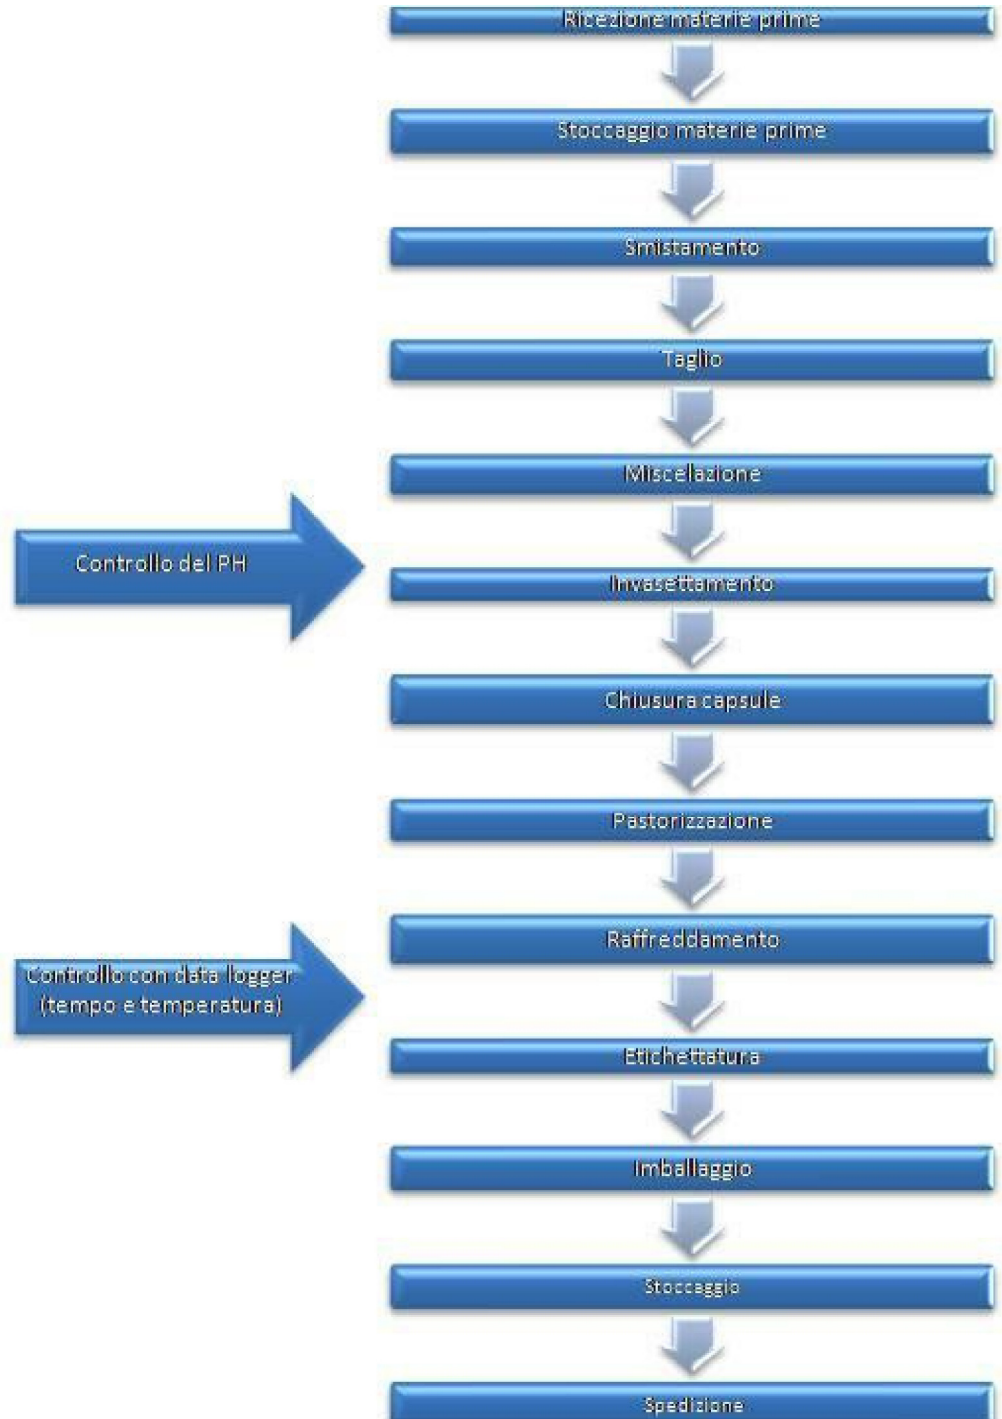 Ricezione materie prime
Stoccaggio materie prime
Smistamento
Taglio
Miscelazione
Controllo del PH
Invasettamento
Chiusura capsule
Pastorizzazione
Raffreddamento
Controllo con data logger
(tempo e temperatura)
Etichettatura
Imballaggio
Stoccaggio
Spedizione